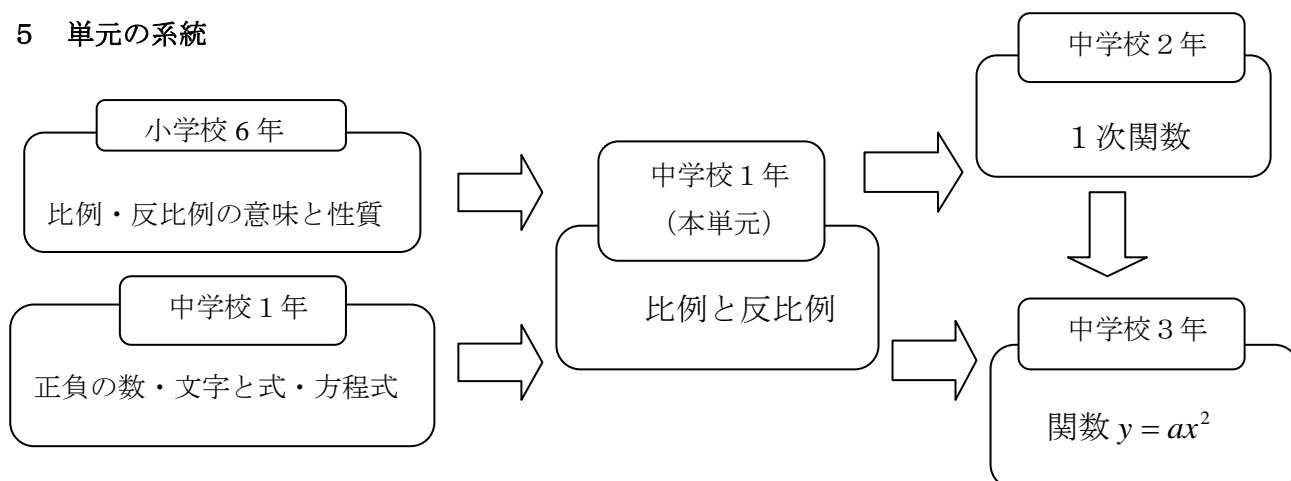 5 単元の系統
小学校6年
比例・反比例の意味と性質
中学校1年
正負の数・文字と式・方程式
中学校1年
(本単元)
比例と反比例
中学校2年
1次関数
中学校3年
関数 y = ax²